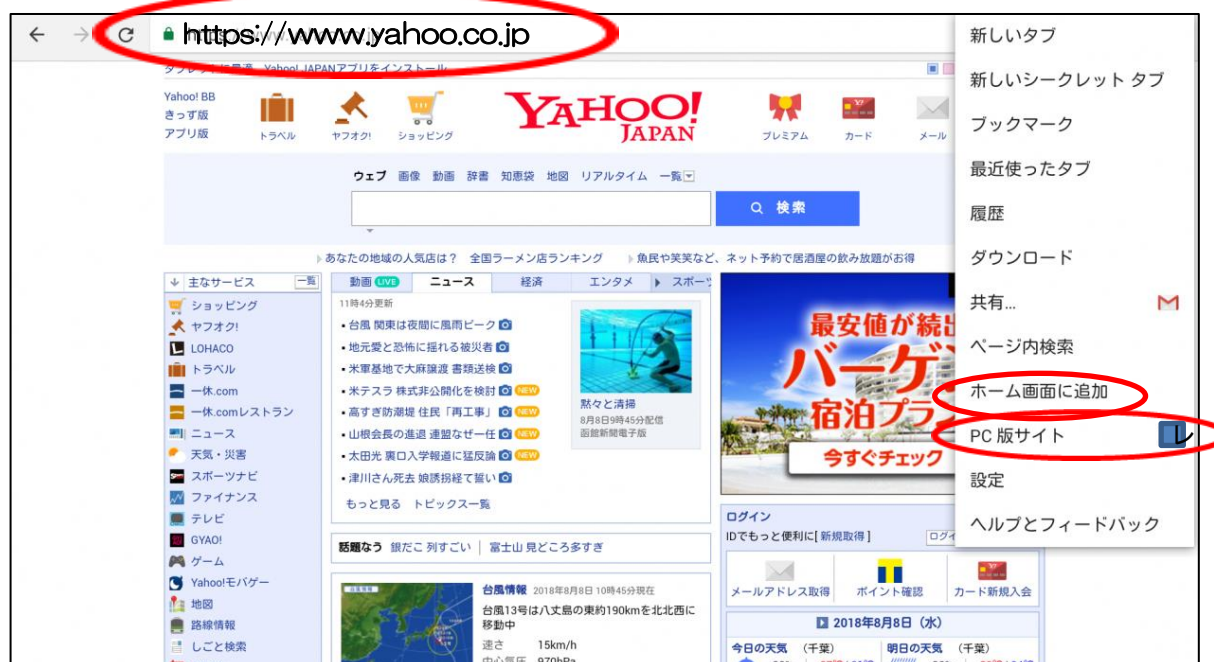 https://www.yahoo.co.jp
タブレットに最適 Yahoo! JAPANアプリをインストール
Yahoo! BB
きっず版
アプリ版
トラベル
ヤフオク!
ショッピング
YAHOO!
JAPAN
プレミアム
カード
メール
ウェブ 画像 動画 辞書 知恵袋 地図 リアルタイム 一覧
検索
あなたの地域の人気店は? 全国ラーメン店ランキング
魚民や笑笑など、ネット予約で居酒屋の飲み放題がお得
主なサービス 一覧
ショッピング
ヤフオク!
LOHACO
トラベル
一休.com
一休.comレストラン
ニュース
天気・災害
スポーツナビ
ファイナンス
テレビ
GYAO!
ゲーム
Yahoo!モバゲー
地図
路線情報
しごと検索
動画 LIVE ニュース 経済 エンタメ スポーツ
11時4分更新
・台風 関東は夜間に風雨ピーク
・地元愛と恐怖に揺れる被災者
・米軍基地で大麻譲渡 書類送検
・米テスラ 株式非公開化を検討 NEW
・高すぎ防潮堤 住民「再工事」 NEW
・山根会長の進退 連盟なぜ一任 NEW
・太田光 裏口入学報道に猛反論 NEW
・津川さん死去 娘誘拐経て誓い
もっと見る トピックス一覧
黙々と清掃
8月8日9時45分配信
函館新聞電子版
話題なう 銀だこ 列すごい | 富士山 見どころ多すぎ
台風情報 2018年8月8日 10時45分現在
台風13号は八丈島の東約190kmを北北西に
移動中
速さ 15km/h
中心気圧 970hPa
最安値が続出
バーゲン
宿泊プラン
今すぐチェック
ログイン
IDでもっと便利に[ 新規取得 ]
メールアドレス取得
ポイント確認
カード新規入会
2018年8月8日(水)
今日の天気 (千葉)
明日の天気 (千葉)
新しいタブ
新しいシークレット タブ
ブックマーク
最近使ったタブ
履歴
ダウンロード
共有...
ページ内検索
ホーム画面に追加
PC 版サイト
設定
ヘルプとフィードバック